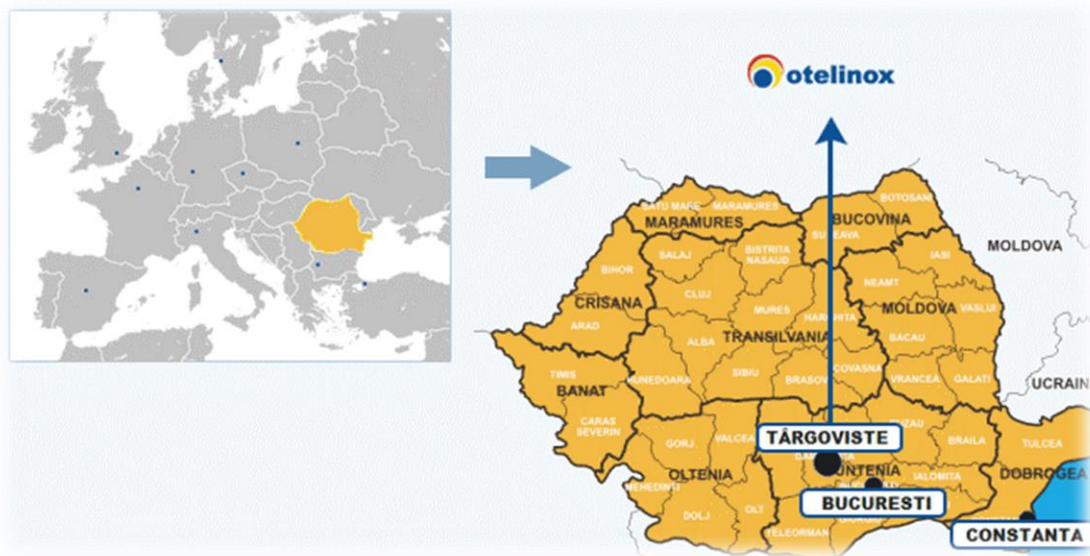 otelinox
SATU MARE
MARAMURES
BOTOSANI
MARAMURES
BUCOVINA
SUCEAVA
MOLDOVA
SALAJ
BISTRITA
NASAUD
IASI
BIHOR
NEAMT
CLUJ
CRISANA
MURES
HARGHITA
MOLDOVA
VASLUI
ARAD
TRANSILVANIA
ALBA
BACAU
TIMIS
HUNEDOARA
SIBIU
BRASOV
COVASNA
VRANCEA
GALATI
UCRAIN
BANAT
CARAS
SEVERIN
GORJ
VALCEA
TÂRGOVISTE
BUZAU
BRAILA
TULCEA
OLTENIA
UNTENIA
IALOMITA
DOBROGEA
MEHEDINTI
BUCURESTI
DOLJ
OLT
TELEORMAN
GIURGIU
CONSTANTA